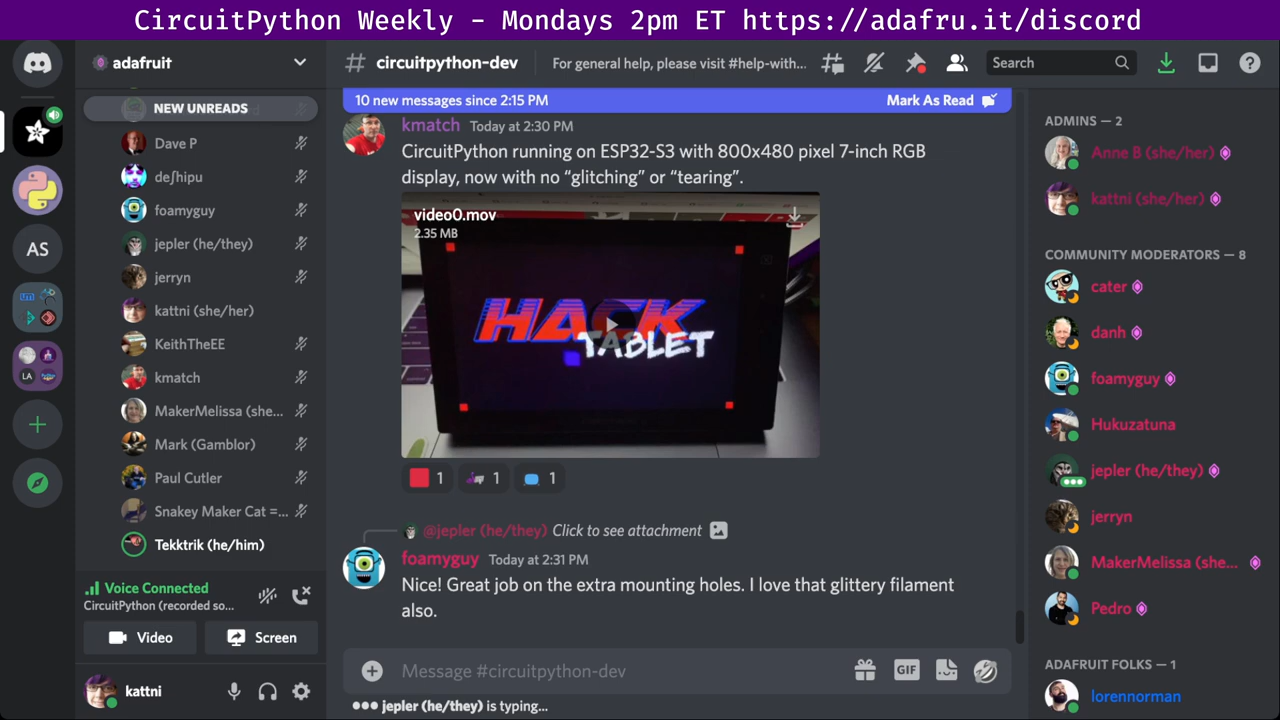 CircuitPython Weekly - Mondays 2pm ET https://adafru.it/discord
adafruit
NEW UNREADS
Dave P
deʃhipu
foamyguy
jepler (he/they)
jerryn
kattni (she/her)
KeithTheEE
kmatch
MakerMelissa (she...
Mark (Gamblor)
Paul Cutler
Snakey Maker Cat =...
Tekktrik (he/him)
Voice Connected
CircuitPython (recorded so...
Video
Screen
kattni
AS
LA
circuitpython-dev
For general help, please visit #help-with...
Search
10 new messages since 2:15 PM
Mark As Read
kmatch Today at 2:30 PM
CircuitPython running on ESP32-S3 with 800x480 pixel 7-inch RGB
display, now with no “glitching” or “tearing”.
video0.mov
2.35 MB
HACK
TABLET
1
1
1
@jepler (he/they) Click to see attachment
foamyguy Today at 2:31 PM
Nice! Great job on the extra mounting holes. I love that glittery filament
also.
Message #circuitpython-dev
GIF
jepler (he/they) is typing...
ADMINS — 2
Anne B (she/her)
kattni (she/her)
COMMUNITY MODERATORS — 8
cater
danh
foamyguy
Hukuzatuna
jepler (he/they)
jerryn
MakerMelissa (she...
Pedro
ADAFRUIT FOLKS — 1
lorennorman